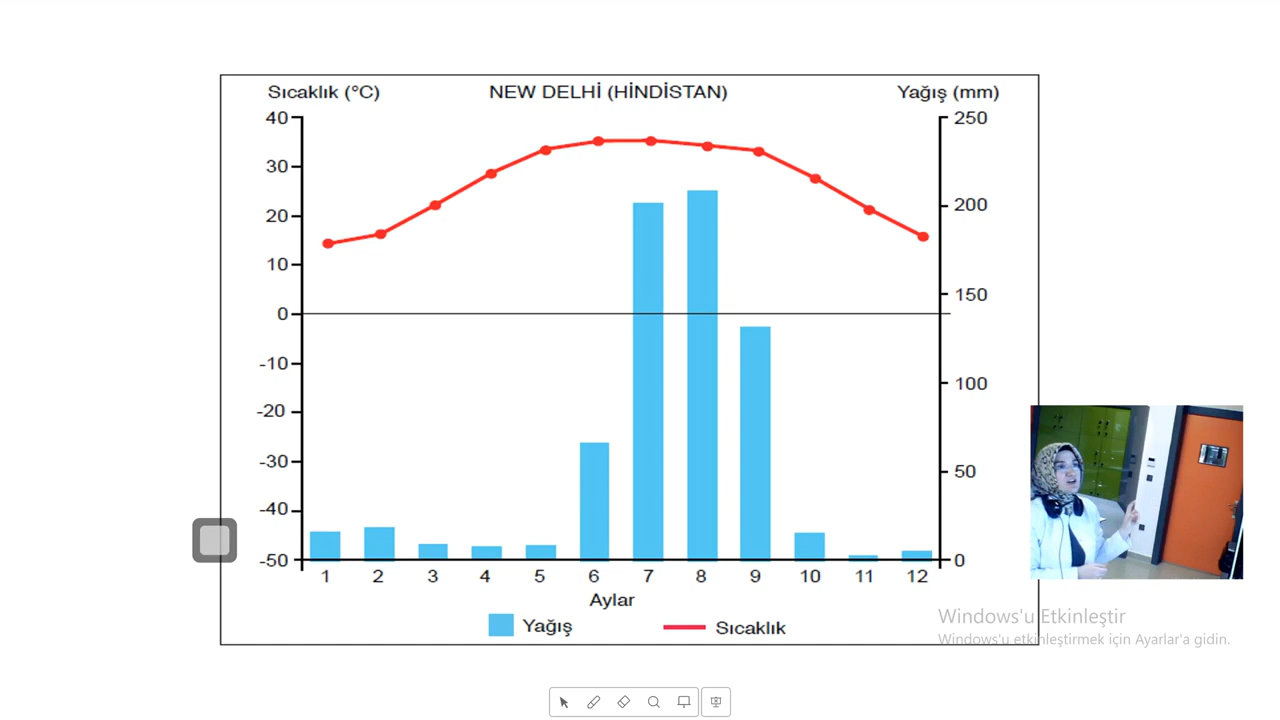 Sıcaklık (°C) NEW DELHİ (HİNDİSTAN) Yağış (mm)
40 250
30
20 200
10
0 150
-10
100
-20
-30 50
-40
-50 0
1 2 3 4 5 6 7 8 9 10 11 12
Aylar
Yağış Sıcaklık
Windows'u Etkinleştir
Windows'u etkinleştirmek için Ayarlar'a gidin.